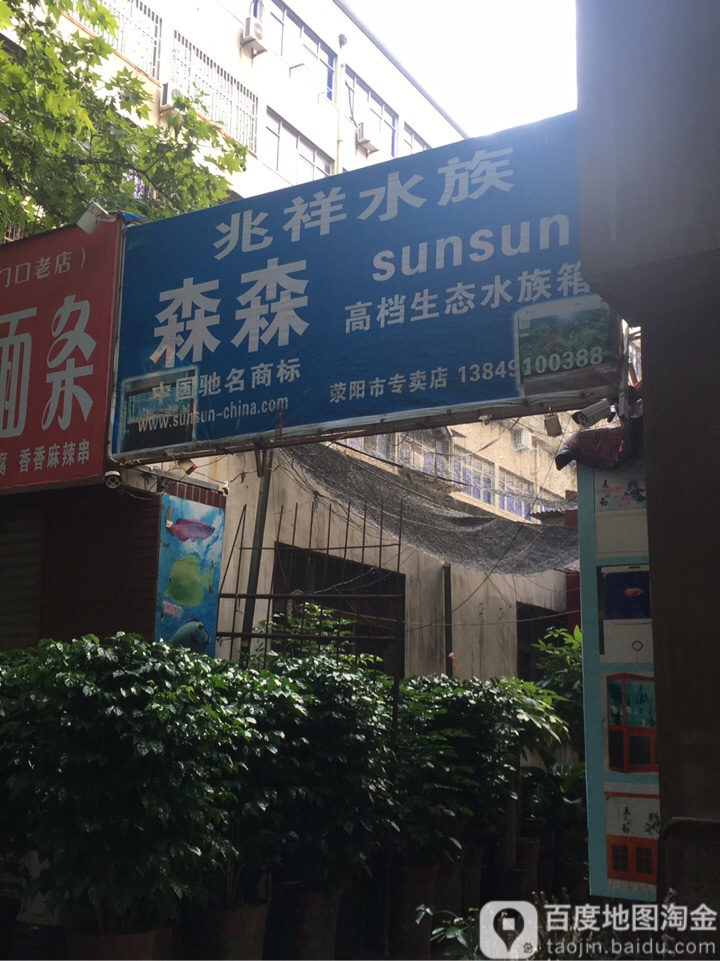 兆祥水族
森森
sunsun
高档生态水族箱
中国驰名商标
www.sunsun-china.com
荥阳市专卖店 13849100388
门口老店）
面条
香香麻辣串
百度地图淘金
taojin.baidu.com